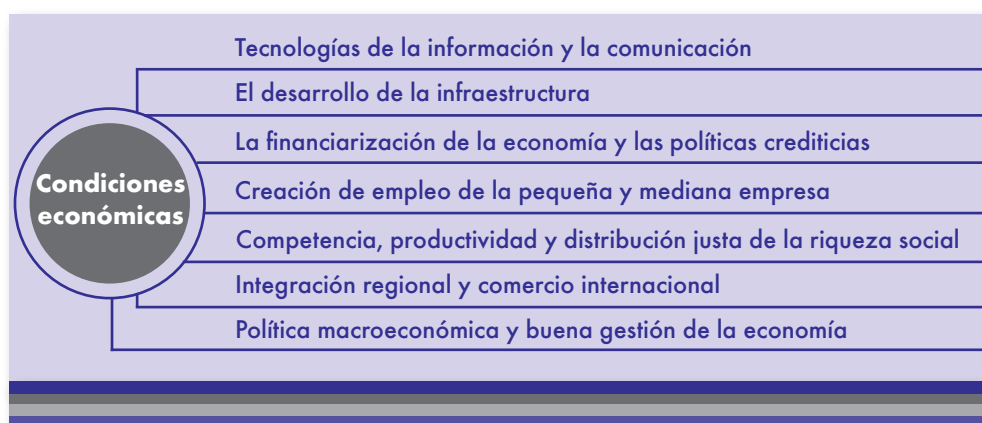 Tecnologías de la información y la comunicación
El desarrollo de la infraestructura
La financiarización de la economía y las políticas crediticias
Condiciones
económicas
Creación de empleo de la pequeña y mediana empresa
Competencia, productividad y distribución justa de la riqueza social
Integración regional y comercio internacional
Política macroeconómica y buena gestión de la economía